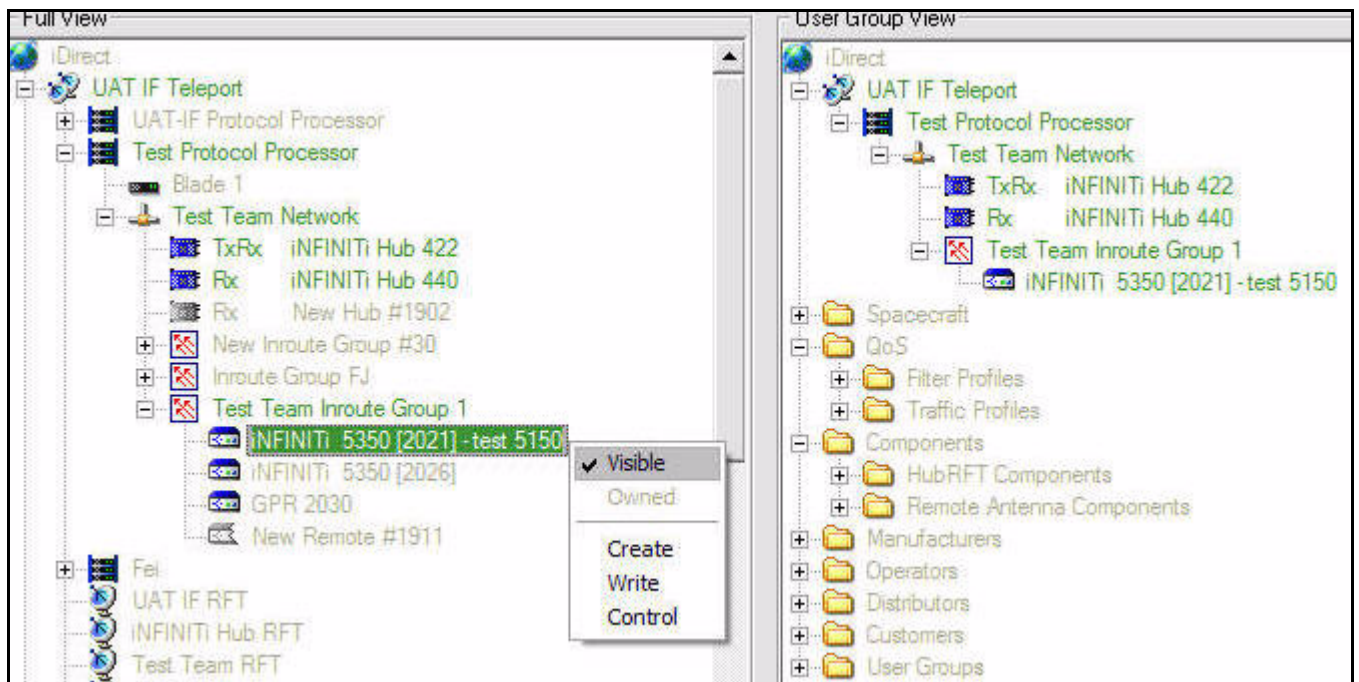 Full View
iDirect
UAT IF Teleport
UAT-IF Protocol Processor
Test Protocol Processor
Blade 1
Test Team Network
TxRx iNFINITi Hub 422
Rx iNFINITi Hub 440
Rx New Hub #1902
New Inroute Group #30
Inroute Group FJ
Test Team Inroute Group 1
iNFINITi 5350 [2021] - test 5150
iNFINITi 5350 [2026]
GPR 2030
New Remote #1911
Fei
UAT IF RFT
iNFINITi Hub RFT
Test Team RFT
Visible
Owned
Create
Write
Control
User Group View
iDirect
UAT IF Teleport
Test Protocol Processor
Test Team Network
TxRx iNFINITi Hub 422
Rx iNFINITi Hub 440
Test Team Inroute Group 1
iNFINITi 5350 [2021] - test 5150
Spacecraft
QoS
Filter Profiles
Traffic Profiles
Components
HubRFT Components
Remote Antenna Components
Manufacturers
Operators
Distributors
Customers
User Groups